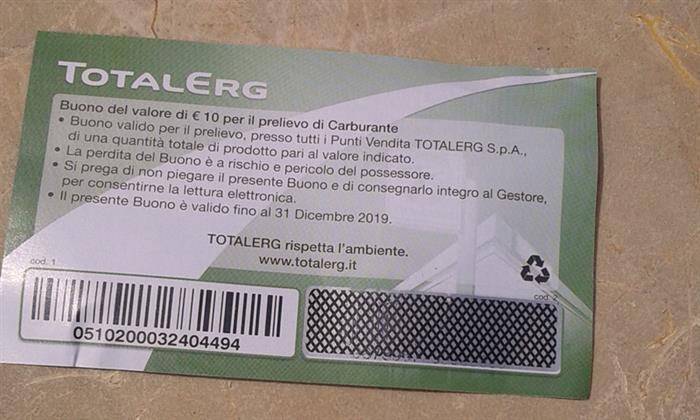 TOTALERG
Buono del valore di € 10 per il prelievo di Carburante
• Buono valido per il prelievo, presso tutti i Punti Vendita TOTALERG S.p.A.,
di una quantità totale di prodotto pari al valore indicato.
• La perdita del Buono è a rischio e pericolo del possessore.
• Si prega di non piegare il presente Buono e di consegnarlo integro al Gestore,
per consentirne la lettura elettronica.
• Il presente Buono è valido fino al 31 Dicembre 2019.
TOTALERG rispetta l'ambiente.
www.totalerg.it
cod. 1
cod. 2
0510200032404494